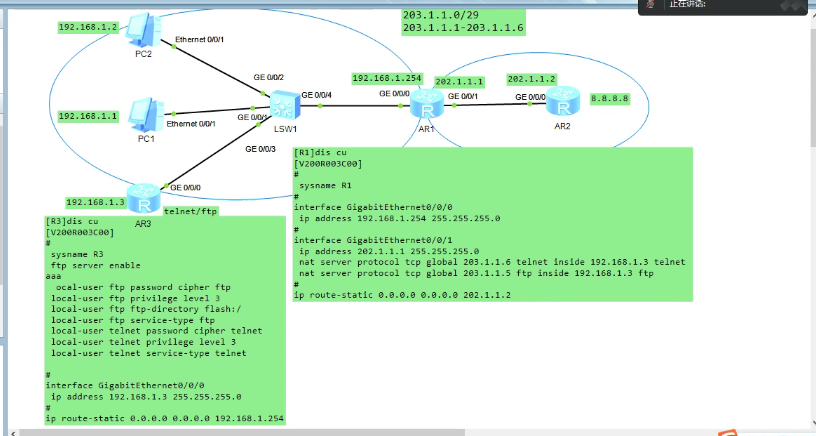 正在讲话:
203.1.1.0/29
203.1.1.1-203.1.1.6
192.168.1.2
Ethernet 0/0/1
PC2
GE 0/0/2
192.168.1.254
202.1.1.1
202.1.1.2
GE 0/0/4
GE 0/0/0
GE 0/0/1
GE 0/0/0
8.8.8.8
192.168.1.1
Ethernet 0/0/1
GE 0/0/1
PC1
LSW1
AR1
AR2
GE 0/0/3
192.168.1.3
GE 0/0/0
AR3
telnet/ftp
[R1]dis cu
[V200R003C00]
#
sysname R1
#
interface GigabitEthernet0/0/0
ip address 192.168.1.254 255.255.255.0
#
interface GigabitEthernet0/0/1
ip address 202.1.1.1 255.255.255.0
nat server protocol tcp global 203.1.1.6 telnet inside 192.168.1.3 telnet
nat server protocol tcp global 203.1.1.5 ftp inside 192.168.1.3 ftp
#
ip route-static 0.0.0.0 0.0.0.0 202.1.1.2
[R3]dis cu
[V200R003C00]
#
sysname R3
ftp server enable
aaa
ocal-user ftp password cipher ftp
local-user ftp privilege level 3
local-user ftp ftp-directory flash:/
local-user ftp service-type ftp
local-user telnet password cipher telnet
local-user telnet privilege level 3
local-user telnet service-type telnet
#
interface GigabitEthernet0/0/0
ip address 192.168.1.3 255.255.255.0
#
ip route-static 0.0.0.0 0.0.0.0 192.168.1.254